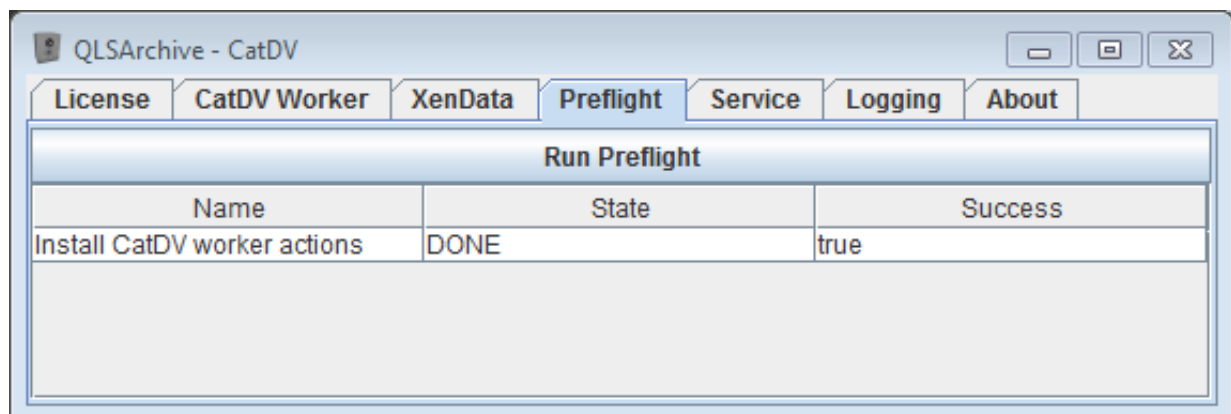 QLSArchive - CatDV
License CatDV Worker XenData Preflight Service Logging About
Run Preflight
Name State Success
Install CatDV worker actions DONE true